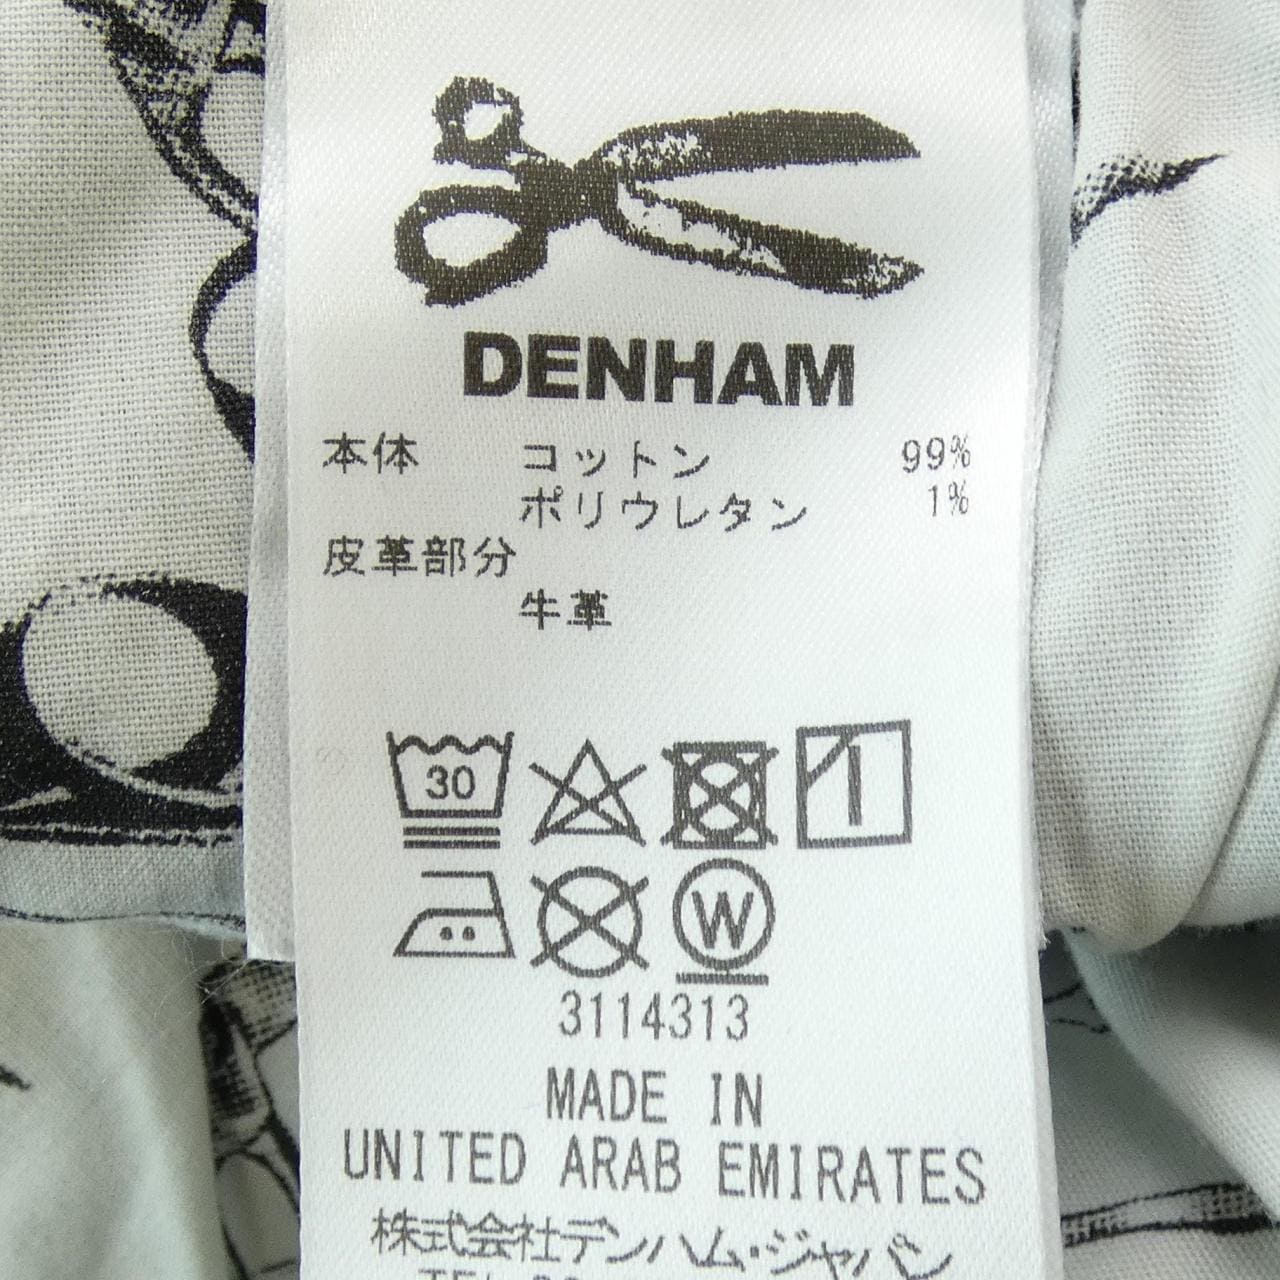 DENHAM
本体 コットン 99%
ポリウレタン 1%
皮革部分
牛革
30
W
3114313
MADE IN
UNITED ARAB EMIRATES
株式会社デンハム・ジャパン